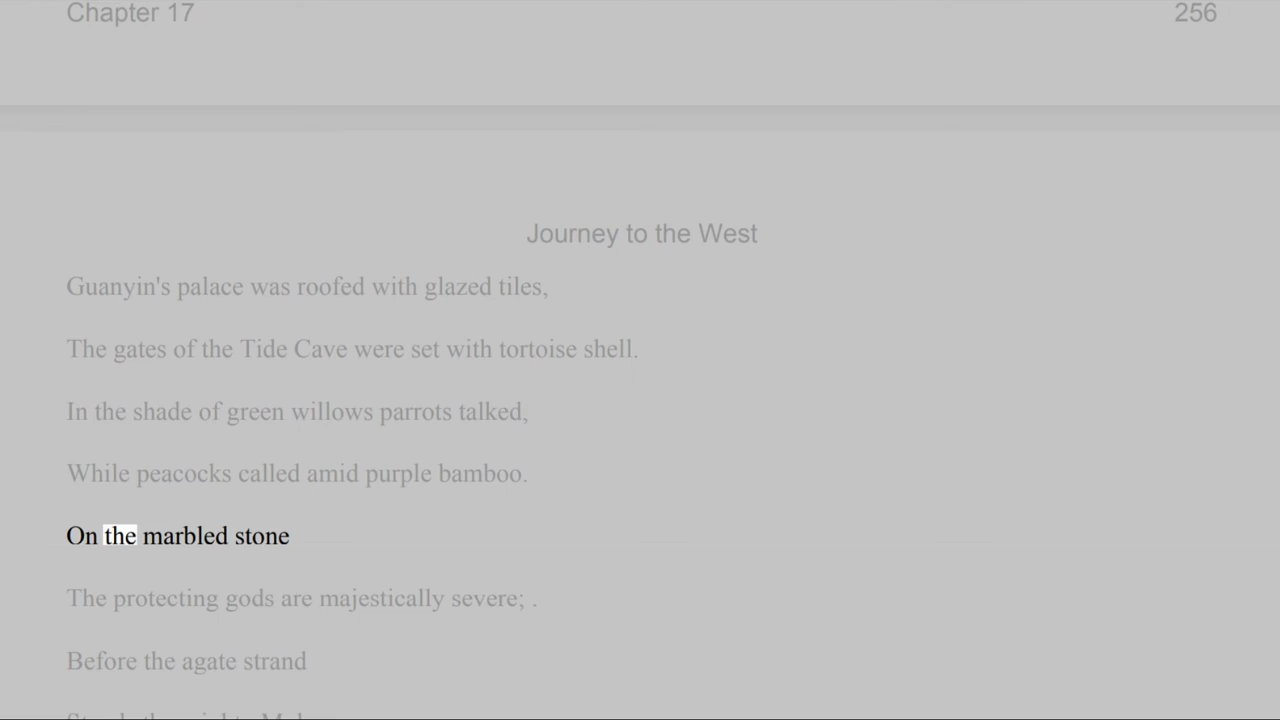 Chapter 17 256
Journey to the West
Guanyin's palace was roofed with glazed tiles,
The gates of the Tide Cave were set with tortoise shell.
In the shade of green willows parrots talked,
While peacocks called amid purple bamboo.
On the marbled stone
The protecting gods are majestically severe; .
Before the agate strand